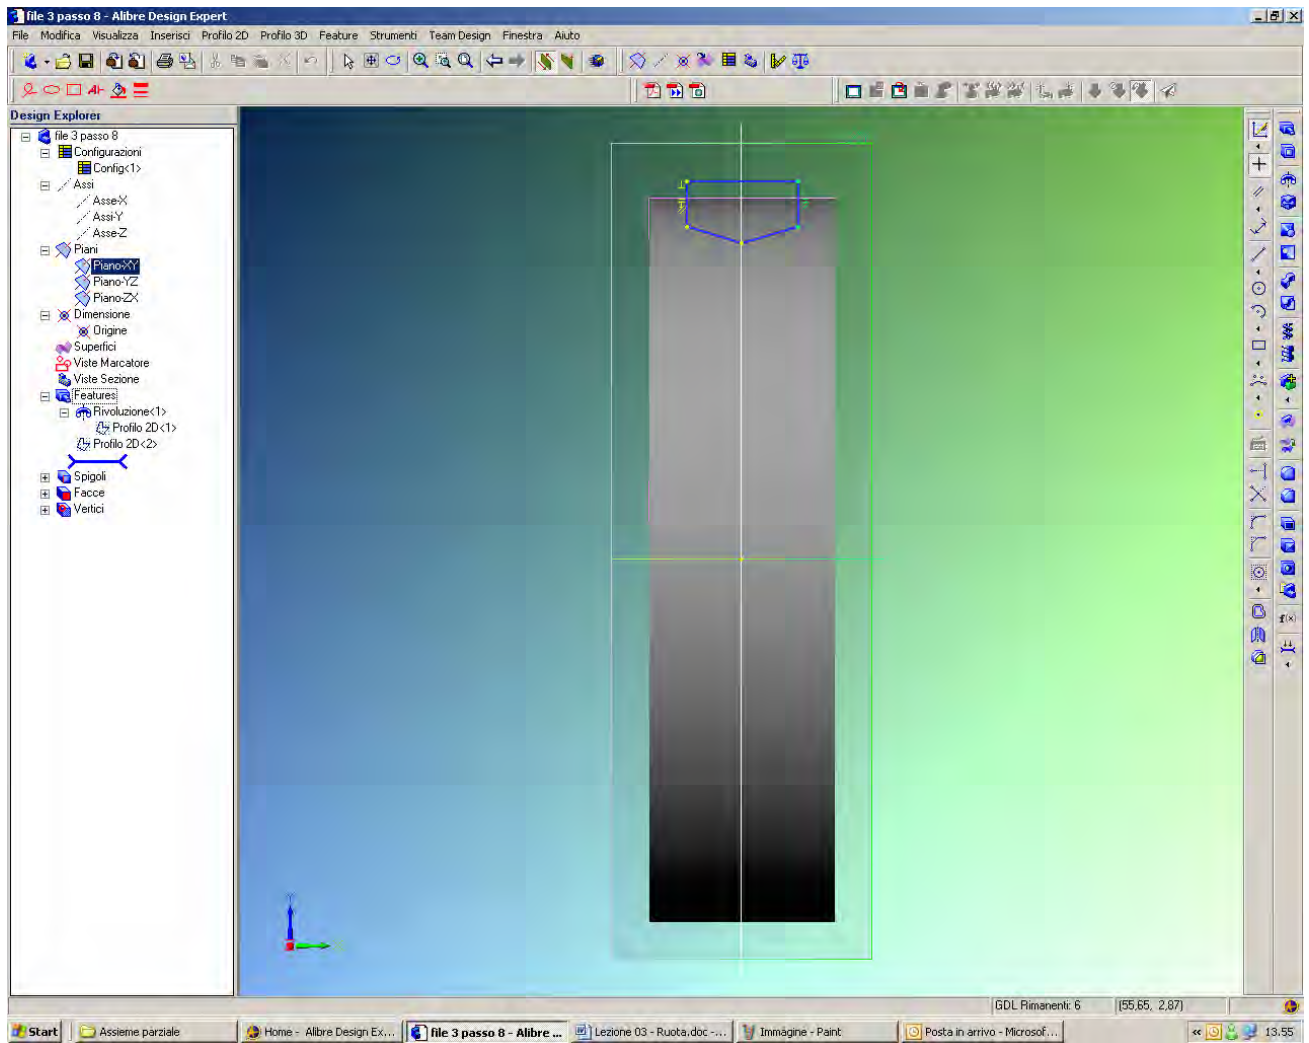 file 3 passo 8 - Alibre Design Expert
File Modifica Visualizza Inserisci Profilo 2D Profilo 3D Feature Strumenti Team Design Finestra Aiuto
Design Explorer
file 3 passo 8
Configurazioni
Config<1>
Assi
Asse-X
Assi-Y
Asse-Z
Piani
Piano-XY
Piano-YZ
Piano-ZX
Dimensione
Origine
Superfici
Viste Marcatore
Viste Sezione
Features
Rivoluzione<1>
Profilo 2D<1>
Profilo 2D<2>
Spigoli
Facce
Vertici
f(x)
GDL Rimanenti: 6 [55,65, 2,87)
Start Assieme parziale Home - Alibre Design Ex... file 3 passo 8 - Alibre ... Lezione 03 - Ruota.doc -... Immagine - Paint Posta in arrivo - Microsof... « 13.55